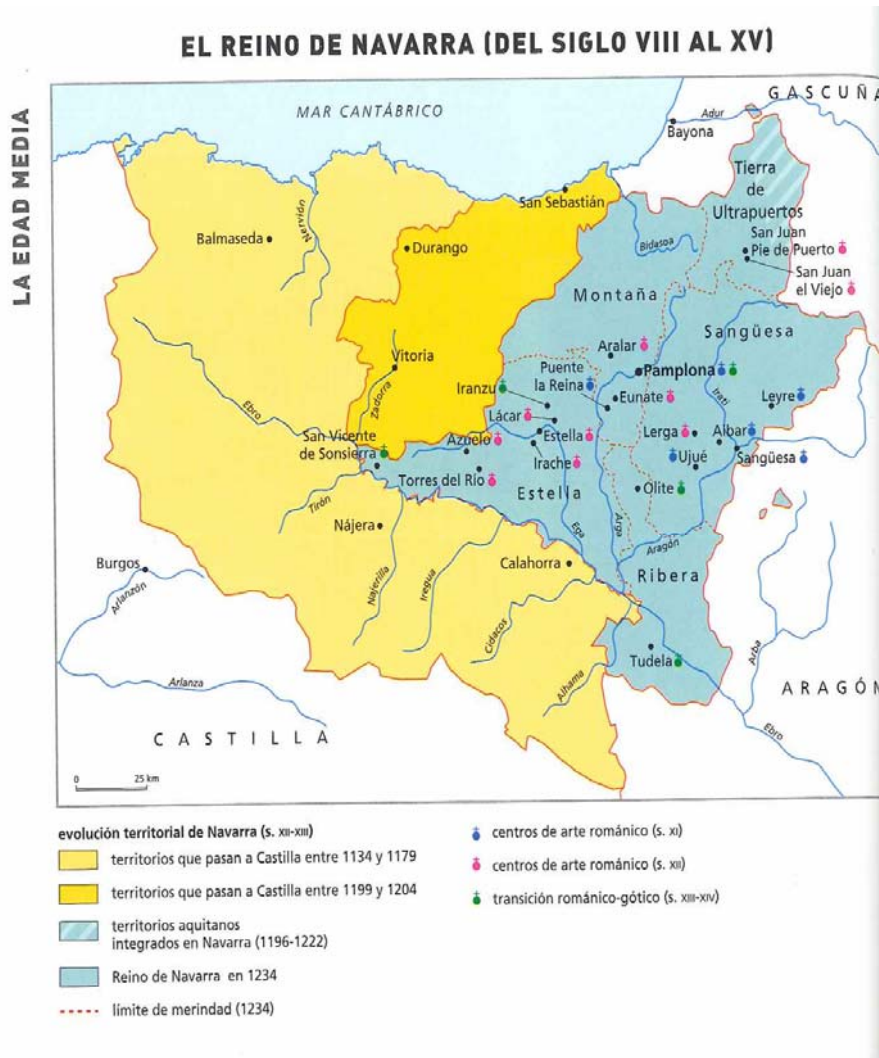 EL REINO DE NAVARRA (DEL SIGLO VIII AL XV)
LA EDAD MEDIA
MAR CANTÁBRICO
GASCUÑA
Adur
Bayona
Tierra
de
Ultrapuertos
San Sebastián
San Juan
Pie de Puerto
San Juan
el Viejo
Balmaseda
Nervión
Durango
Bidasoa
Montaña
Sangüesa
Aralar
Vitoria
Puente
la Reina
Pamplona
Iranzu
Eunate
Irati
Leyre
Zadorra
Ebro
Lácar
San Vicente
de Sonsierra
Azuelo
Estella
Lerga
Aibar
Irache
Ujué
Sangüesa
Torres del Río
Estella
Olite
Tirón
Nájera
Ega
Arga
Aragón
Burgos
Arlanzón
Najerilla
Iregua
Calahorra
Ribera
Cidacos
Tudela
Arba
Alhama
Arlanza
ARAGÓN
CASTILLA
Ebro
0 25 km
evolución territorial de Navarra (s. XII-XIII)
territorios que pasan a Castilla entre 1134 y 1179
territorios que pasan a Castilla entre 1199 y 1204
territorios aquitanos
integrados en Navarra (1196-1222)
Reino de Navarra en 1234
límite de merindad (1234)
centros de arte románico (s. XI)
centros de arte románico (s. XII)
transición románico-gótico (s. XIII-XIV)